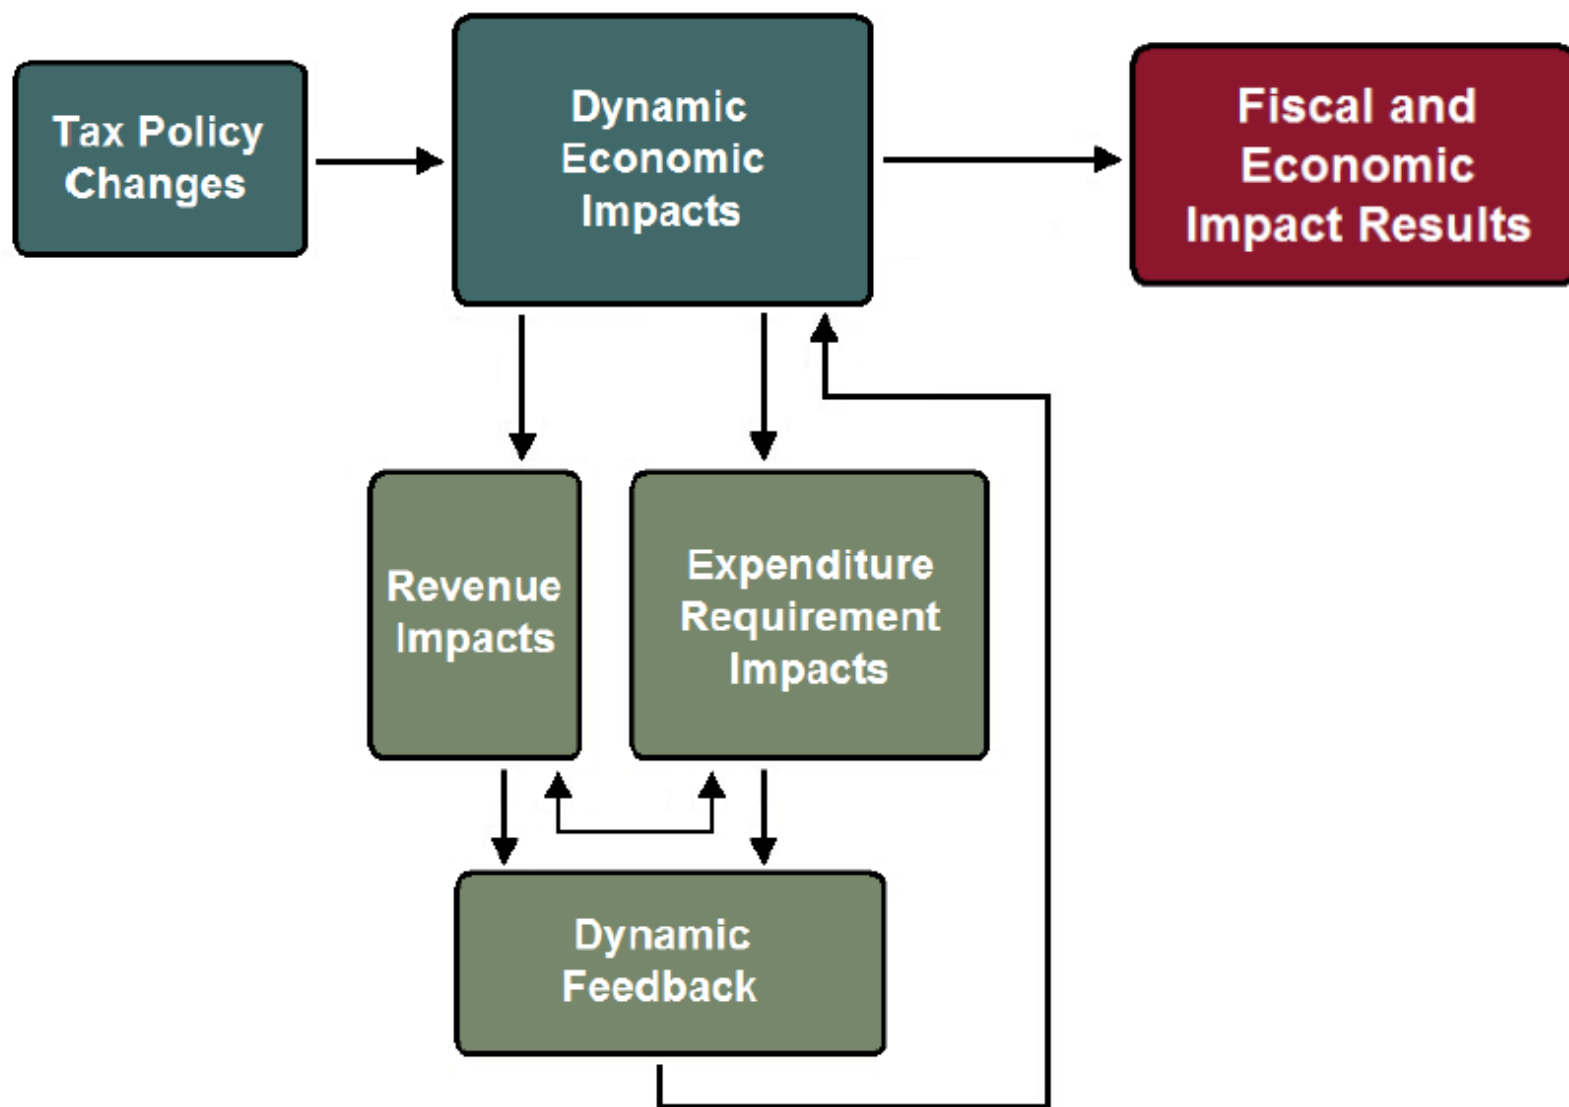 Tax Policy
Changes
Dynamic
Economic
Impacts
Fiscal and
Economic
Impact Results
Revenue
Impacts
Expenditure
Requirement
Impacts
Dynamic
Feedback